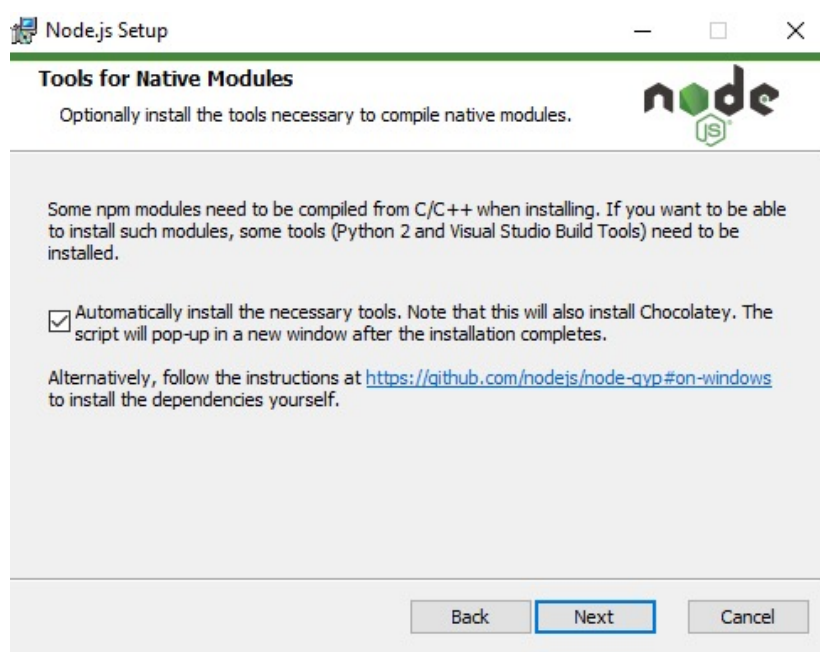 Node.js Setup
Tools for Native Modules
Optionally install the tools necessary to compile native modules.
node
JS
Some npm modules need to be compiled from C/C++ when installing. If you want to be able
to install such modules, some tools (Python 2 and Visual Studio Build Tools) need to be
installed.
Automatically install the necessary tools. Note that this will also install Chocolatey. The
script will pop-up in a new window after the installation completes.
Alternatively, follow the instructions at https://github.com/nodejs/node-gyp#on-windows
to install the dependencies yourself.
Back Next Cancel